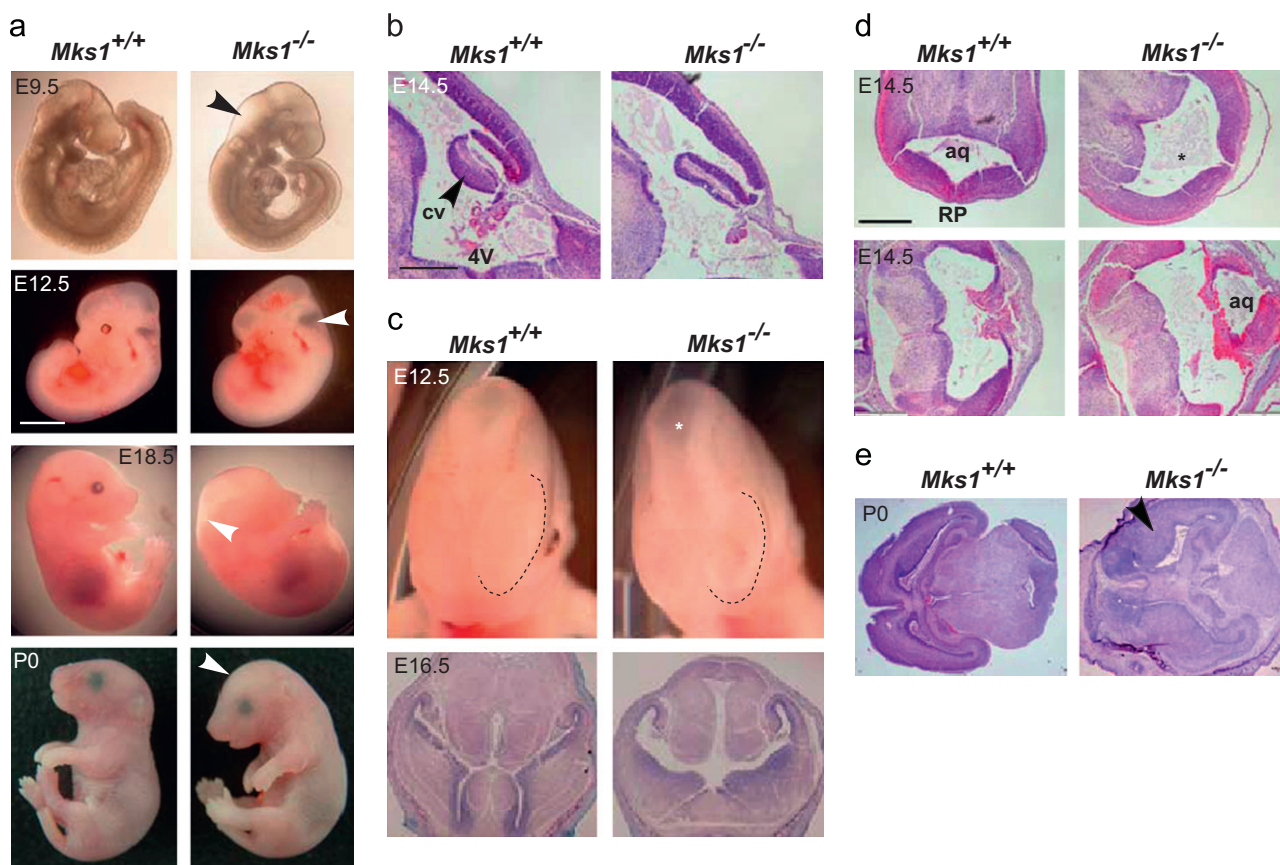 a
Mks1+/+ Mks1-/-
E9.5
E12.5
E18.5
P0
b
Mks1+/+ Mks1-/-
E14.5
cv
4V
c
Mks1+/+ Mks1-/-
E12.5
*
E16.5
d
Mks1+/+ Mks1-/-
E14.5
aq
*
RP
E14.5
aq
e
Mks1+/+ Mks1-/-
P0